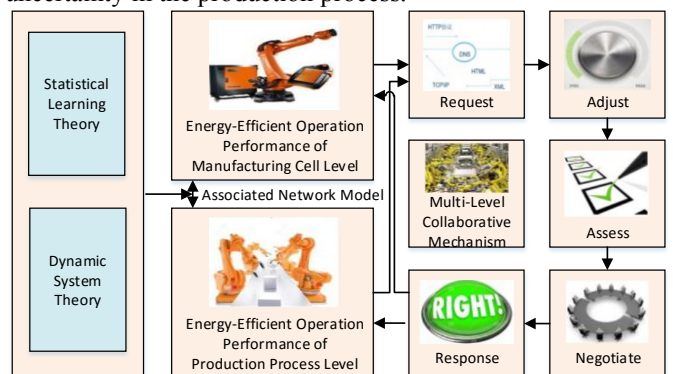 uncertainty in the production process.
Statistical
Learning
Theory
Dynamic
System
Theory
Energy-Efficient Operation
Performance of
Manufacturing Cell Level
Associated Network Model
Energy-Efficient Operation
Performance of
Production Process Level
HTTP
DNS
HTML
TCP/IP
XML
Request
Adjust
Multi-Level
Collaborative
Mechanism
Assess
RIGHT!
Response
Negotiate